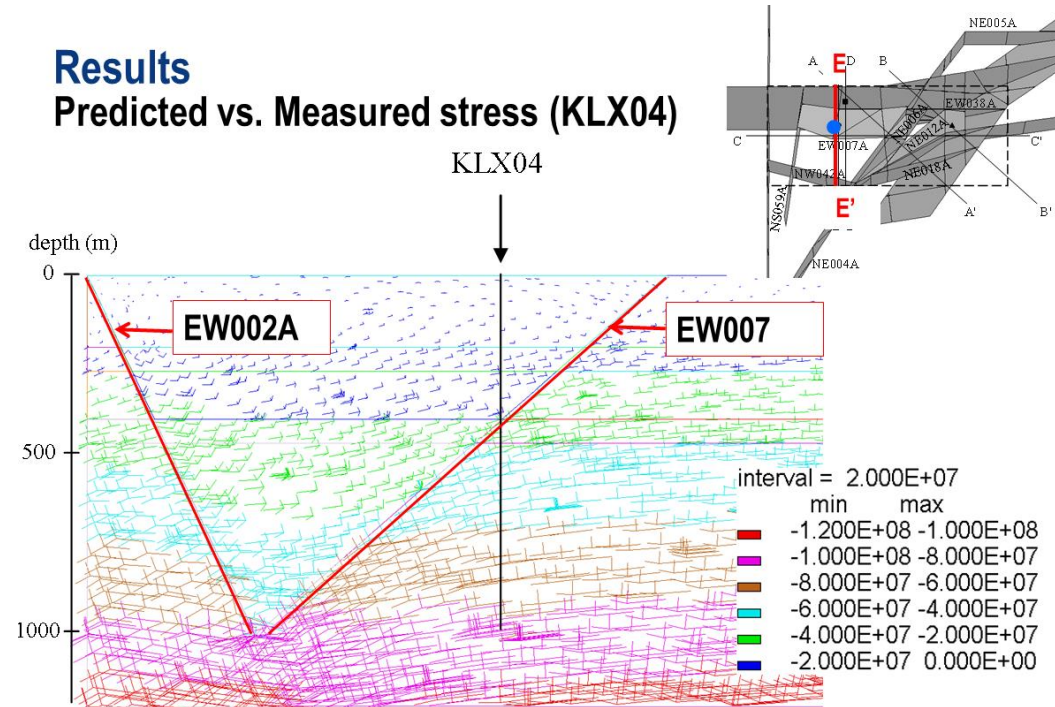 Results
Predicted vs. Measured stress (KLX04)
KLX04
depth (m)
0
500
1000
EW002A
EW007
NE005A
A
E
D
B
EW038A
NE006A
NE012A
C
C'
EW007A
NW042A
NE018A
NS059A
E'
A'
B'
NE004A
interval = 2.000E+07
min max
-1.200E+08 -1.000E+08
-1.000E+08 -8.000E+07
-8.000E+07 -6.000E+07
-6.000E+07 -4.000E+07
-4.000E+07 -2.000E+07
-2.000E+07 0.000E+00